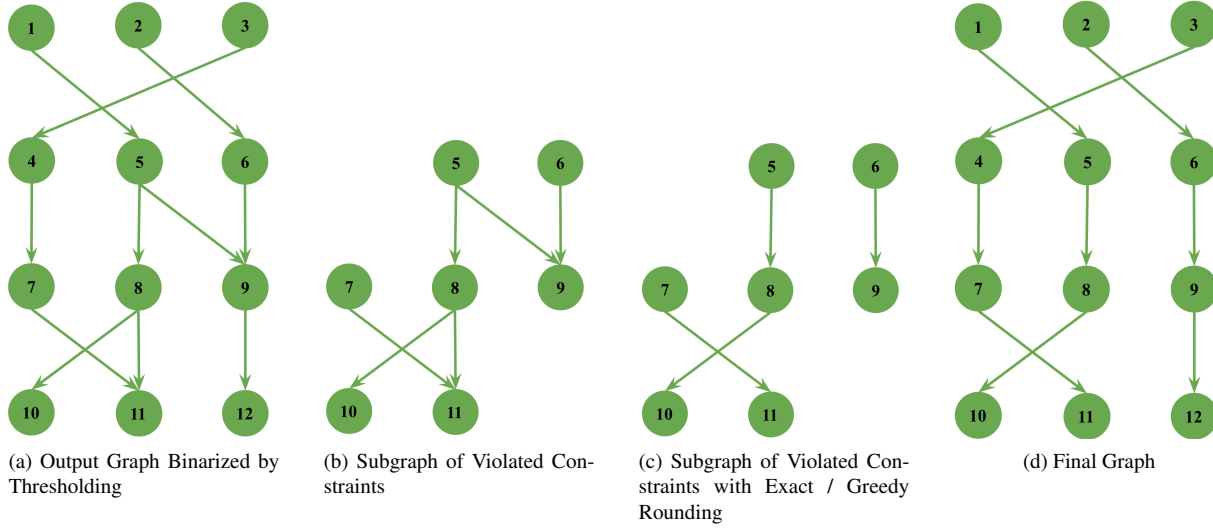 1 2 3
4 5 6
7 8 9
10 11 12
(a) Output Graph Binarized by
Thresholding
5 6
7 8 9
10 11
(b) Subgraph of Violated Con-
straints
5 6
7 8 9
10 11
(c) Subgraph of Violated Con-
straints with Exact / Greedy
Rounding
1 2 3
4 5 6
7 8 9
10 11 12
(d) Final Graph